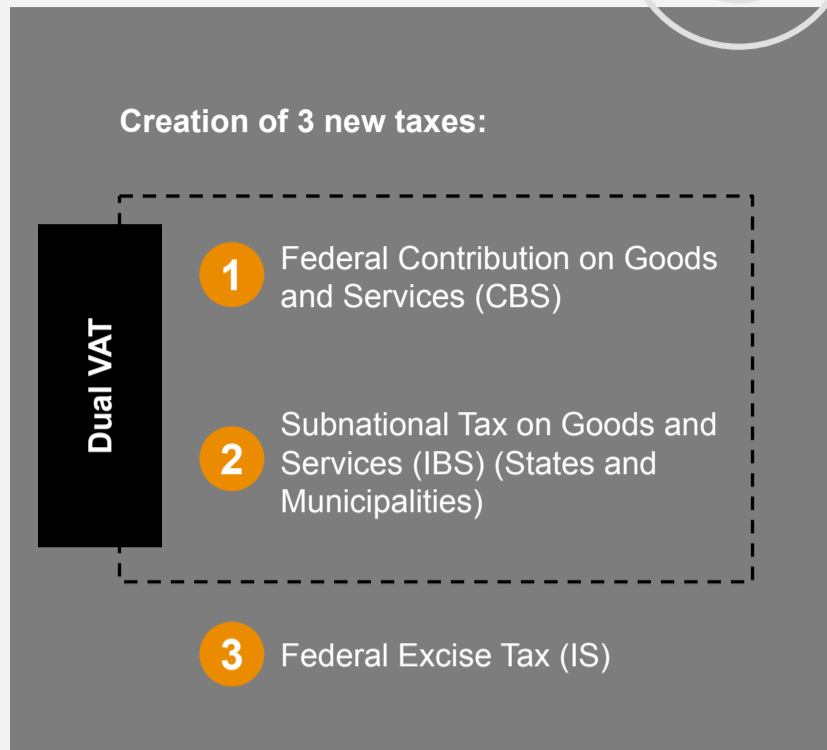 Creation of 3 new taxes:
Dual VAT
1
Federal Contribution on Goods
and Services (CBS)
2
Subnational Tax on Goods and
Services (IBS) (States and
Municipalities)
3
Federal Excise Tax (IS)